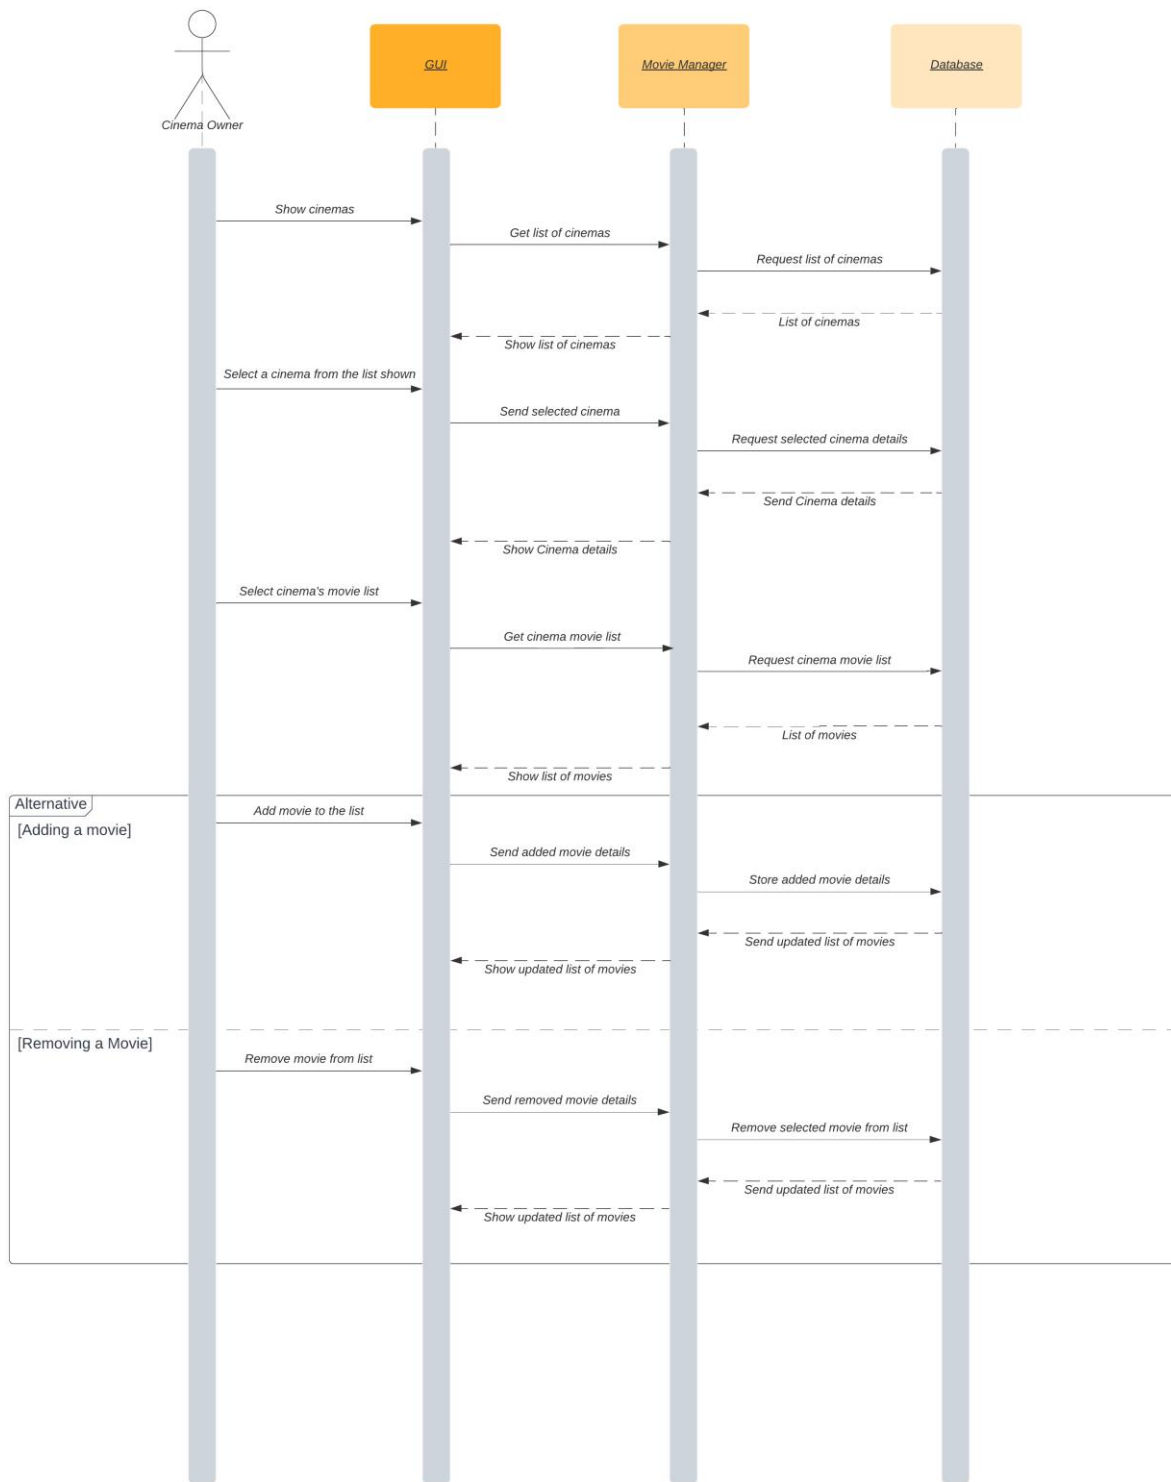 GUI
Movie Manager
Database
Cinema Owner
Show cinemas
Get list of cinemas
Request list of cinemas
List of cinemas
Show list of cinemas
Select a cinema from the list shown
Send selected cinema
Request selected cinema details
Send Cinema details
Show Cinema details
Select cinema's movie list
Get cinema movie list
Request cinema movie list
List of movies
Show list of movies
Alternative
[Adding a movie]
Add movie to the list
Send added movie details
Store added movie details
Send updated list of movies
Show updated list of movies
[Removing a Movie]
Remove movie from list
Send removed movie details
Remove selected movie from list
Send updated list of movies
Show updated list of movies